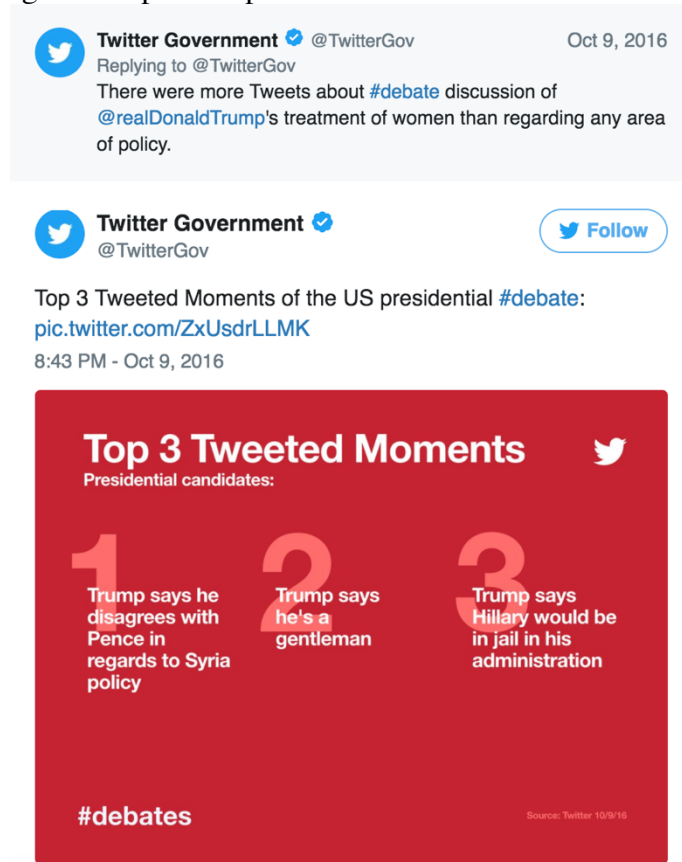 Twitter Government @TwitterGov Oct 9, 2016
Replying to @TwitterGov
There were more Tweets about #debate discussion of
@realDonaldTrump's treatment of women than regarding any area
of policy.
Twitter Government
Follow
@TwitterGov
Top 3 Tweeted Moments of the US presidential #debate:
pic.twitter.com/ZxUsdrLLMK
8:43 PM - Oct 9, 2016
Top 3 Tweeted Moments
Presidential candidates:
1
Trump says he
disagrees with
Pence in
regards to Syria
policy
2
Trump says
he's a
gentleman
3
Trump says
Hillary would be
in jail in his
administration
#debates
Source: Twitter 10/9/16